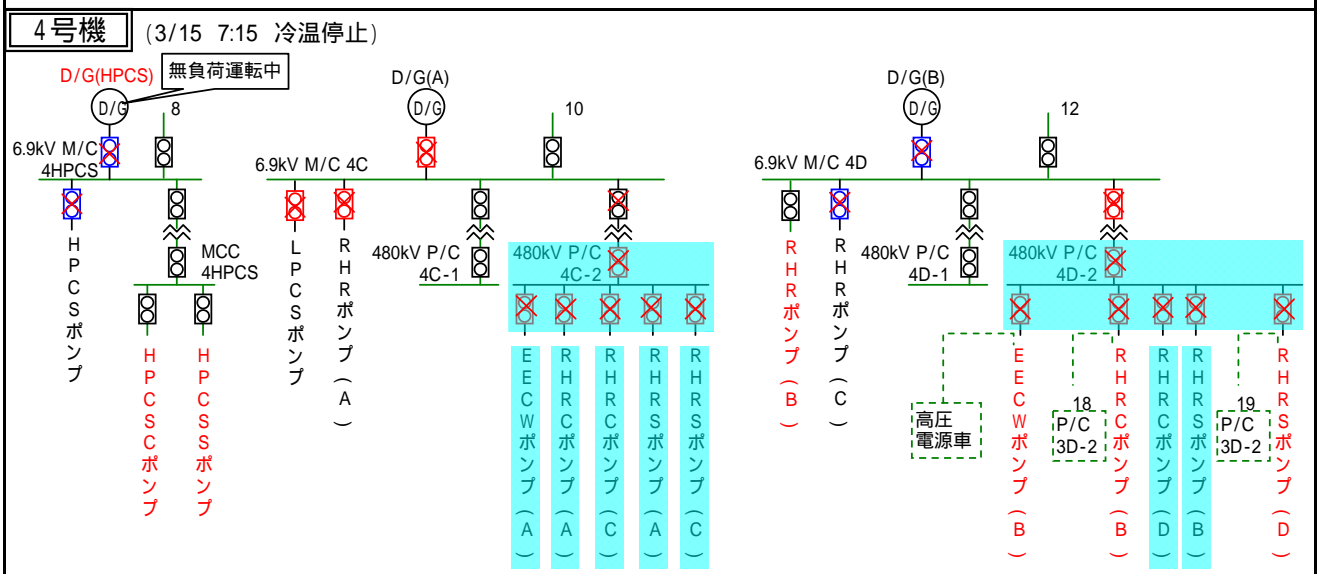 4号機
(3/15 7:15 冷温停止)
D/G(HPCS)
無負荷運転中
D/G
8
6.9kV M/C
4HPCS
HPCSポンプ
MCC
4HPCS
HPCSCポンプ
HPCSSポンプ
D/G(A)
D/G
10
6.9kV M/C 4C
LPCSポンプ
RHRポンプ(A)
480kV P/C
4C-1
480kV P/C
4C-2
EECWポンプ(A)
RHRCポンプ(A)
RHRCポンプ(C)
RHRSポンプ(A)
RHRSポンプ(C)
D/G(B)
D/G
12
6.9kV M/C 4D
RHRポンプ(B)
RHRポンプ(C)
480kV P/C
4D-1
480kV P/C
4D-2
高圧
電源車
EECWポンプ(B)
18
P/C
3D-2
RHRCポンプ(B)
RHRCポンプ(D)
RHRSポンプ(B)
19
P/C
3D-2
RHRSポンプ(D)